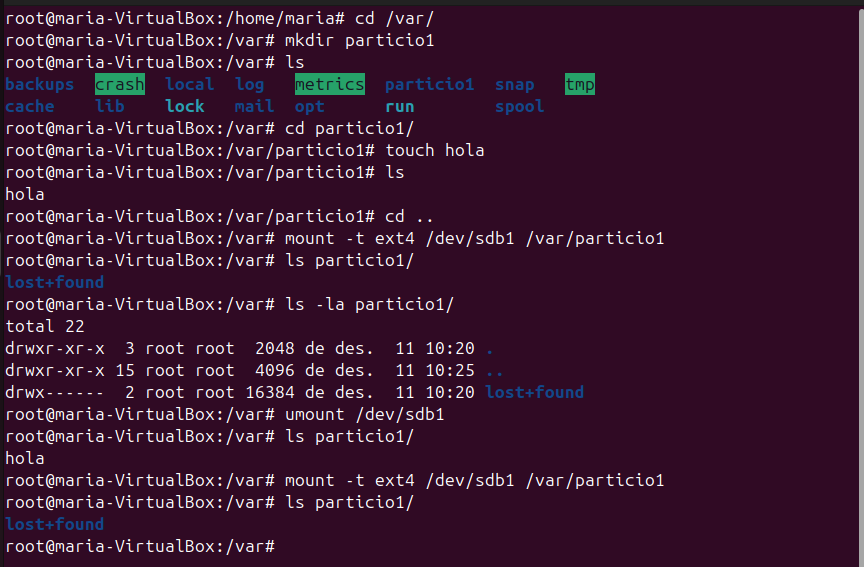 root@maria-VirtualBox:/home/maria# cd /var/
root@maria-VirtualBox:/var# mkdir particio1
root@maria-VirtualBox:/var# ls
backups  crash  local  log   metrics  particio1  snap   tmp
cache    lib    lock   mail  opt      run        spool
root@maria-VirtualBox:/var# cd particio1/
root@maria-VirtualBox:/var/particio1# touch hola
root@maria-VirtualBox:/var/particio1# ls
hola
root@maria-VirtualBox:/var/particio1# cd ..
root@maria-VirtualBox:/var# mount -t ext4 /dev/sdb1 /var/particio1
root@maria-VirtualBox:/var# ls particio1/
lost+found
root@maria-VirtualBox:/var# ls -la particio1/
total 22
drwxr-xr-x  3 root root  2048 de des.  11 10:20 .
drwxr-xr-x 15 root root  4096 de des.  11 10:25 ..
drwx------  2 root root 16384 de des.  11 10:20 lost+found
root@maria-VirtualBox:/var# umount /dev/sdb1
root@maria-VirtualBox:/var# ls particio1/
hola
root@maria-VirtualBox:/var# mount -t ext4 /dev/sdb1 /var/particio1
root@maria-VirtualBox:/var# ls particio1/
lost+found
root@maria-VirtualBox:/var#